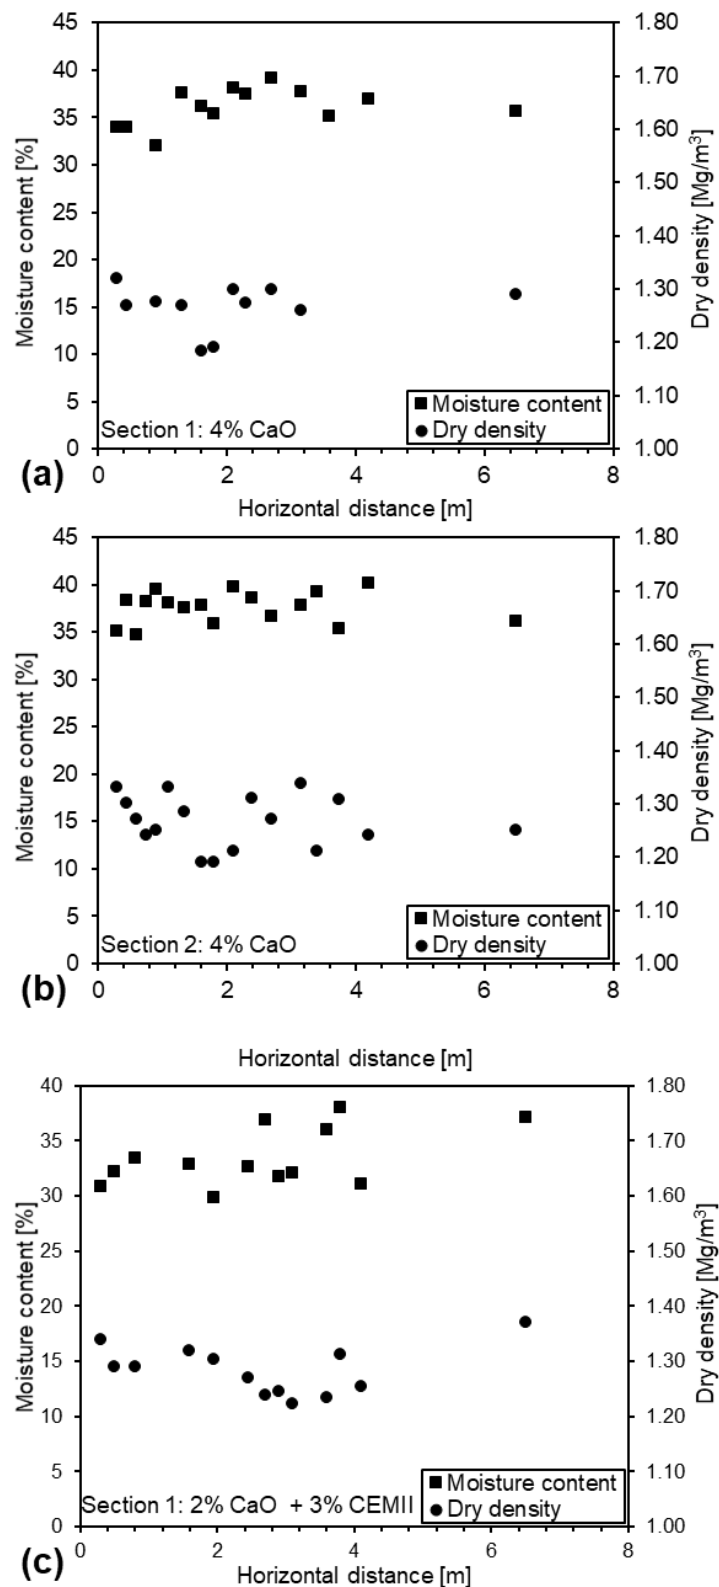 45
40
35
30
25
20
15
10
5
0
Moisture content [%]
1.80
1.70
1.60
1.50
1.40
1.30
1.20
1.10
1.00
Dry density [Mg/m³]
Moisture content
Dry density
Section 1: 4% CaO
0 2 4 6 8
(a)
Horizontal distance [m]
45
40
35
30
25
20
15
10
5
0
Moisture content [%]
1.80
1.70
1.60
1.50
1.40
1.30
1.20
1.10
1.00
Dry density [Mg/m³]
Moisture content
Dry density
Section 2: 4% CaO
(b)
0 2 4 6 8
Horizontal distance [m]
40
35
30
25
20
15
10
5
0
Moisture content [%]
1.80
1.70
1.60
1.50
1.40
1.30
1.20
1.10
1.00
Dry density [Mg/m³]
Moisture content
Dry density
Section 1: 2% CaO + 3% CEMII
0 2 4 6 8
(c)
Horizontal distance [m]